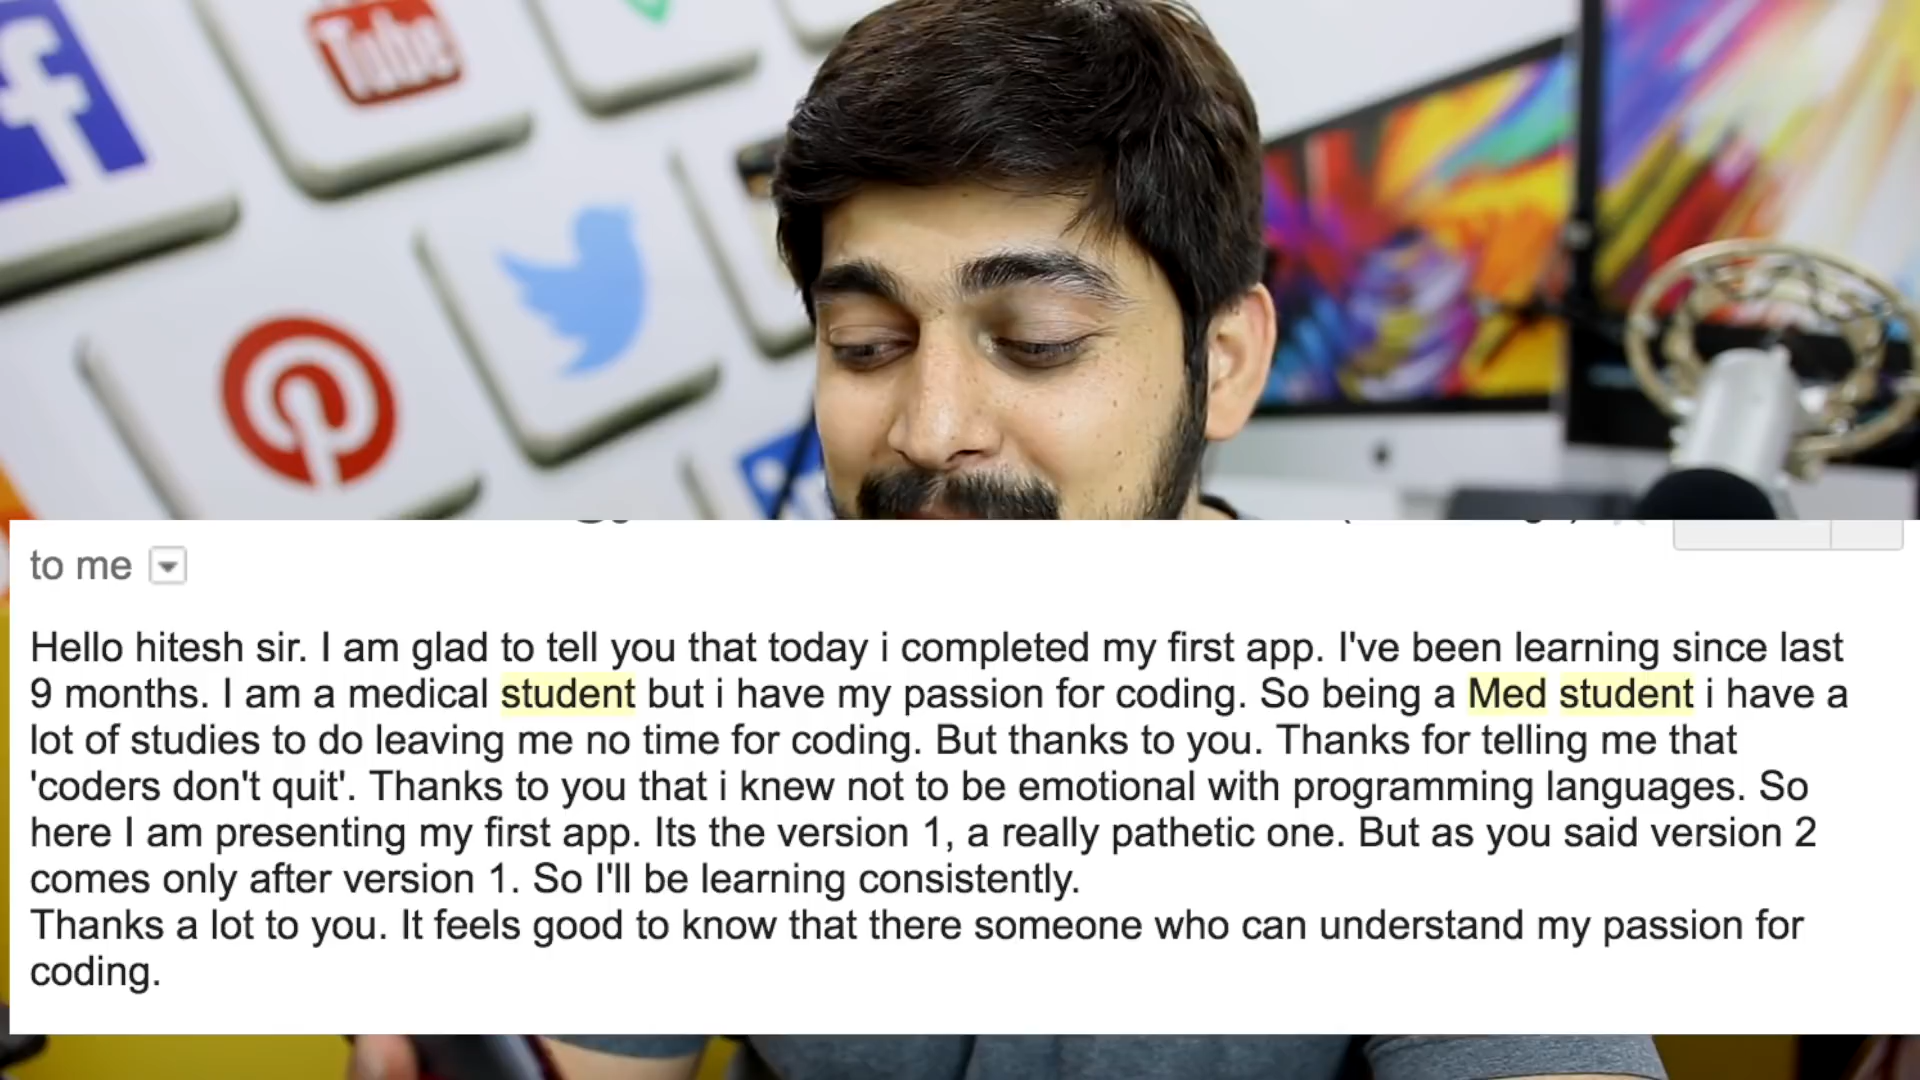 Tube
to me
Hello hitesh sir. I am glad to tell you that today i completed my first app. I've been learning since last
9 months. I am a medical student but i have my passion for coding. So being a Med student i have a
lot of studies to do leaving me no time for coding. But thanks to you. Thanks for telling me that
'coders don't quit'. Thanks to you that i knew not to be emotional with programming languages. So
here I am presenting my first app. Its the version 1, a really pathetic one. But as you said version 2
comes only after version 1. So I'll be learning consistently.
Thanks a lot to you. It feels good to know that there someone who can understand my passion for
coding.